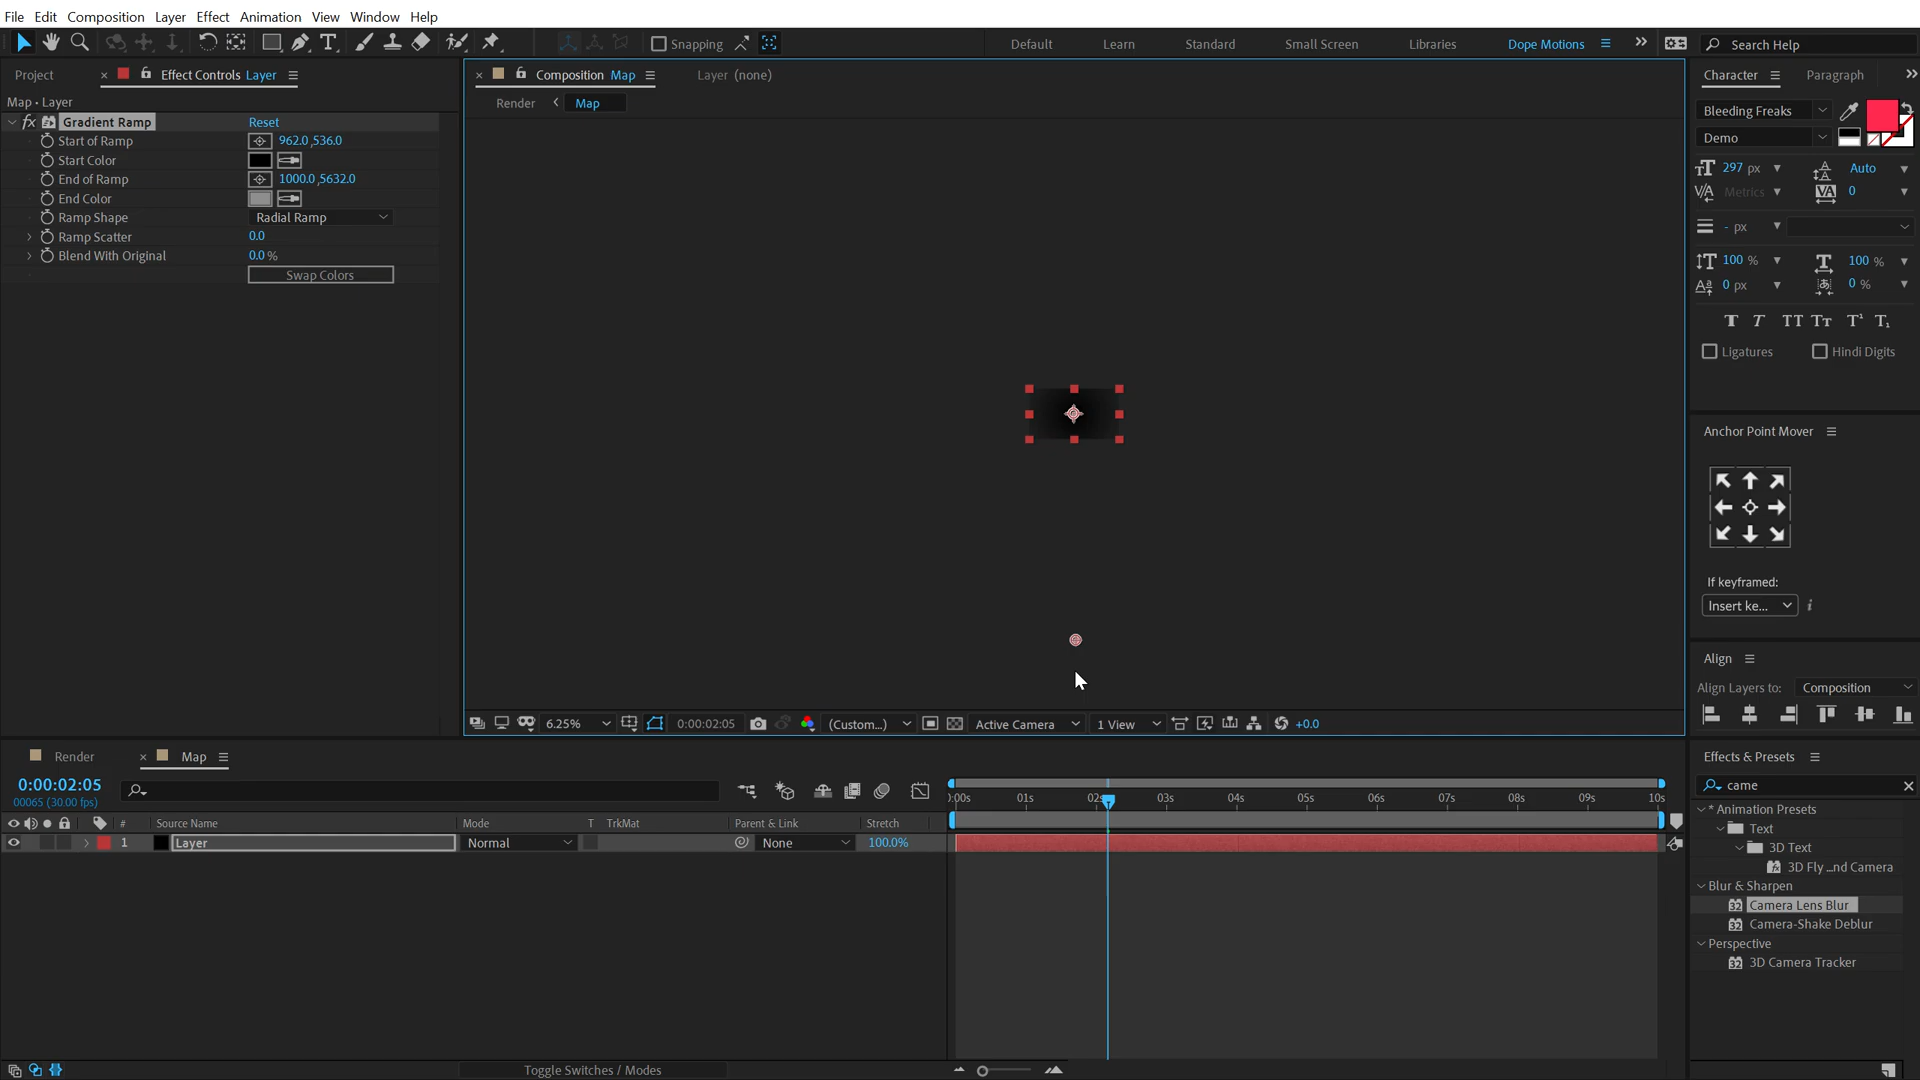 File Edit Composition Layer Effect Animation View Window Help
Snapping Default Learn Standard Small Screen Libraries Dope Motions Search Help
Project Effect Controls Layer Composition Map Layer (none) Character Paragraph
Map • Layer
Render Map
Gradient Ramp Reset
Start of Ramp 962.0,536.0
Start Color
End of Ramp 1000.0,5632.0
End Color
Ramp Shape Radial Ramp
Ramp Scatter 0.0
Blend With Original 0.0 %
Swap Colors
Bleeding Freaks
Demo
297 px Auto
Metrics 0
- px
100 % 100 %
0 px 0 %
Ligatures Hindi Digits
Anchor Point Mover
If keyframed:
Insert ke...
Align
Align Layers to: Composition
6.25% 0:00:02:05 (Custom...) Active Camera 1 View +0.0
Render Map
0:00:02:05
00065 (30.00 fps)
:00s 01s 02s 03s 04s 05s 06s 07s 08s 09s 10s
# Source Name Mode T TrkMat Parent & Link Stretch
1 Layer Normal None 100.0%
Toggle Switches / Modes
Effects & Presets
came
* Animation Presets
Text
3D Text
3D Fly ...nd Camera
Blur & Sharpen
32 Camera Lens Blur
32 Camera-Shake Deblur
Perspective
32 3D Camera Tracker